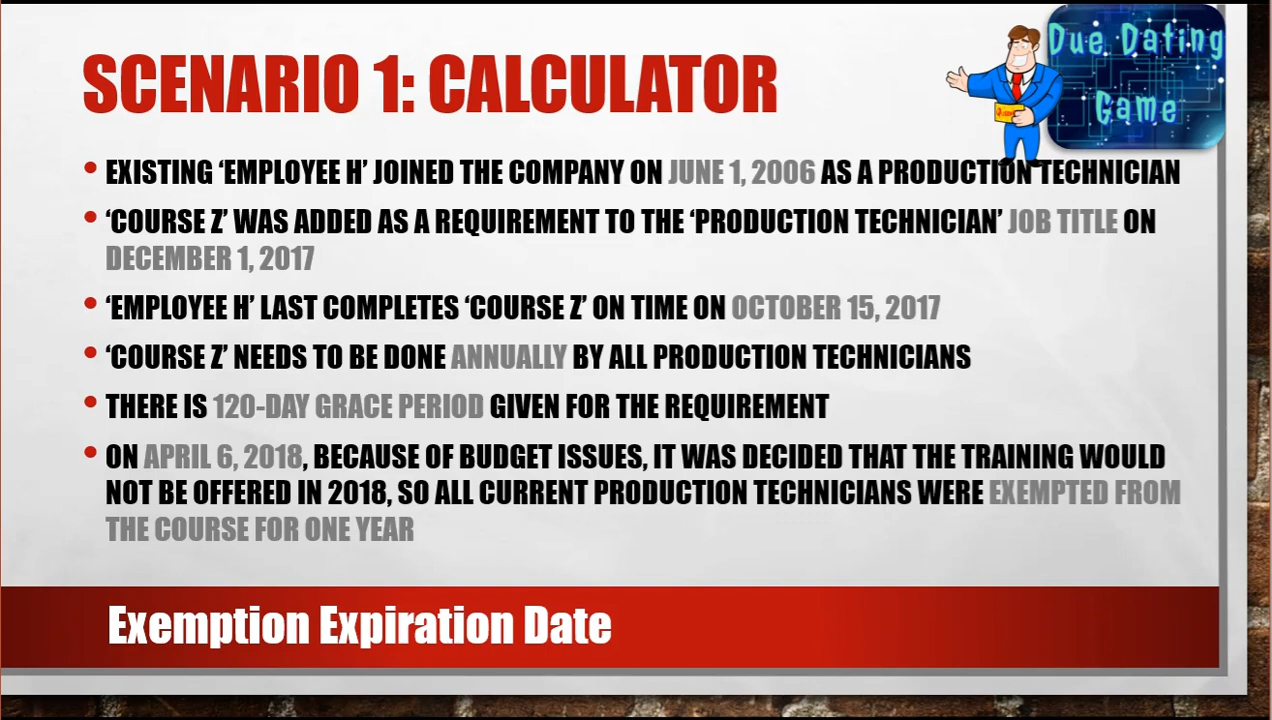 Due Dating
Game
SCENARIO 1: CALCULATOR
• EXISTING ‘EMPLOYEE H’ JOINED THE COMPANY ON JUNE 1, 2006 AS A PRODUCTION TECHNICIAN
• ‘COURSE Z’ WAS ADDED AS A REQUIREMENT TO THE ‘PRODUCTION TECHNICIAN’ JOB TITLE ON
DECEMBER 1, 2017
• ‘EMPLOYEE H’ LAST COMPLETES ‘COURSE Z’ ON TIME ON OCTOBER 15, 2017
• ‘COURSE Z’ NEEDS TO BE DONE ANNUALLY BY ALL PRODUCTION TECHNICIANS
• THERE IS 120-DAY GRACE PERIOD GIVEN FOR THE REQUIREMENT
• ON APRIL 6, 2018, BECAUSE OF BUDGET ISSUES, IT WAS DECIDED THAT THE TRAINING WOULD
NOT BE OFFERED IN 2018, SO ALL CURRENT PRODUCTION TECHNICIANS WERE EXEMPTED FROM
THE COURSE FOR ONE YEAR
Exemption Expiration Date